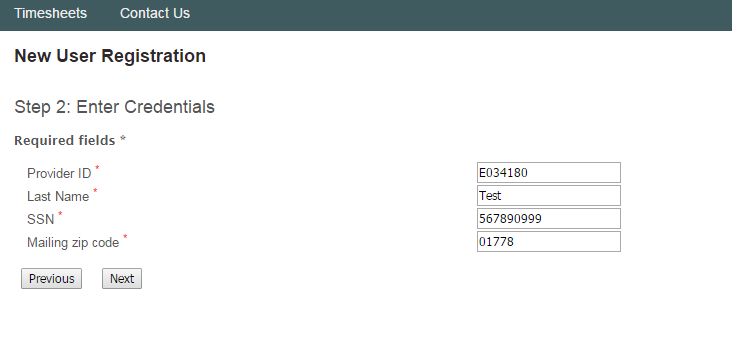 Timesheets Contact Us
New User Registration
Step 2: Enter Credentials
Required fields *
Provider ID * E034180
Last Name * Test
SSN * 567890999
Mailing zip code * 01778
Previous Next